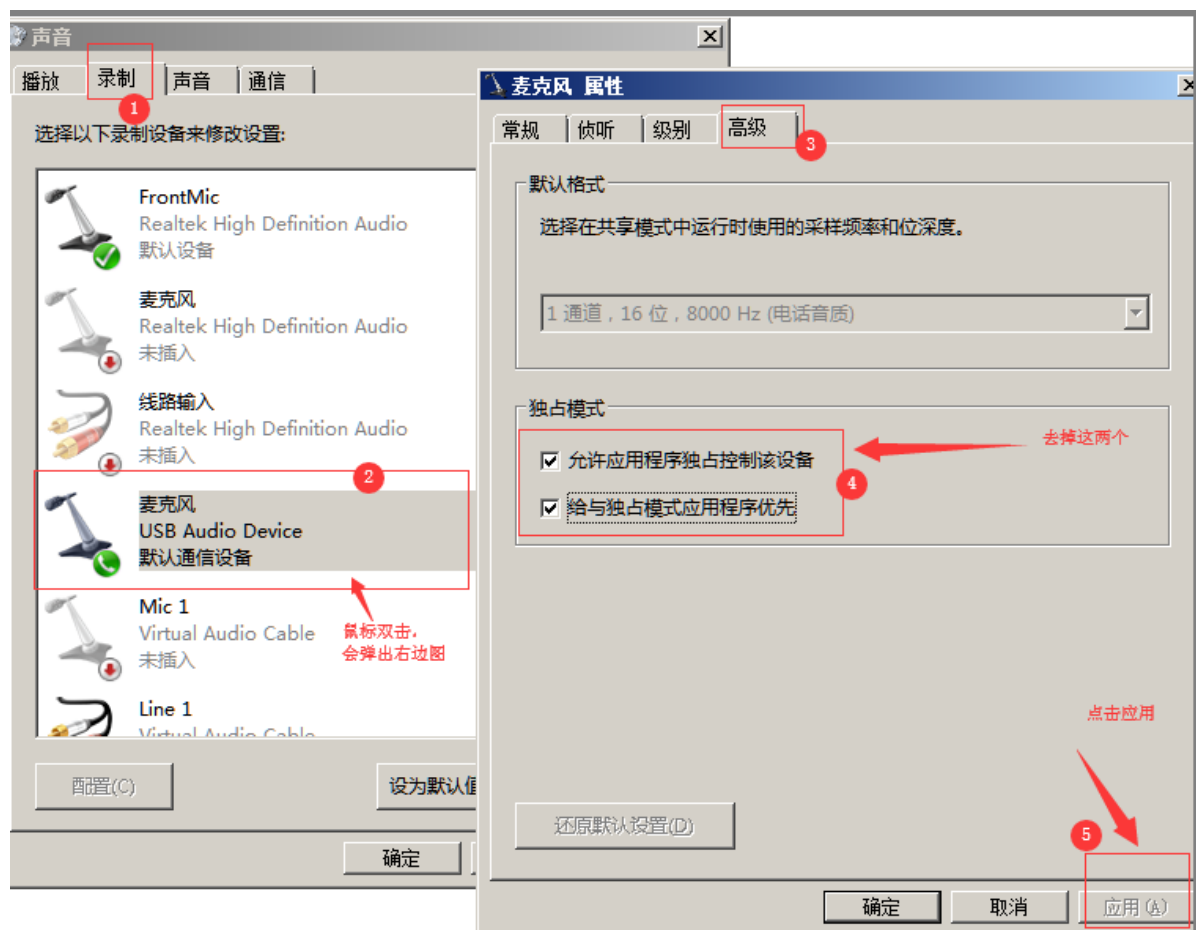 声音
播放
录制
声音
通信
1
选择以下录制设备来修改设置:
FrontMic
Realtek High Definition Audio
默认设备
麦克风
Realtek High Definition Audio
未插入
线路输入
Realtek High Definition Audio
未插入
2
麦克风
USB Audio Device
默认通信设备
Mic 1
Virtual Audio Cable
未插入
鼠标双击，
会弹出右边图
Line 1
Virtual Audio Cable
配置(C)
设为默认值
确定
麦克风 属性
常规
侦听
级别
高级
3
默认格式
选择在共享模式中运行时使用的采样频率和位深度。
1 通道，16 位，8000 Hz (电话音质)
独占模式
去掉这两个
允许应用程序独占控制该设备
4
给与独占模式应用程序优先
点击应用
还原默认设置(D)
5
确定
取消
应用(A)